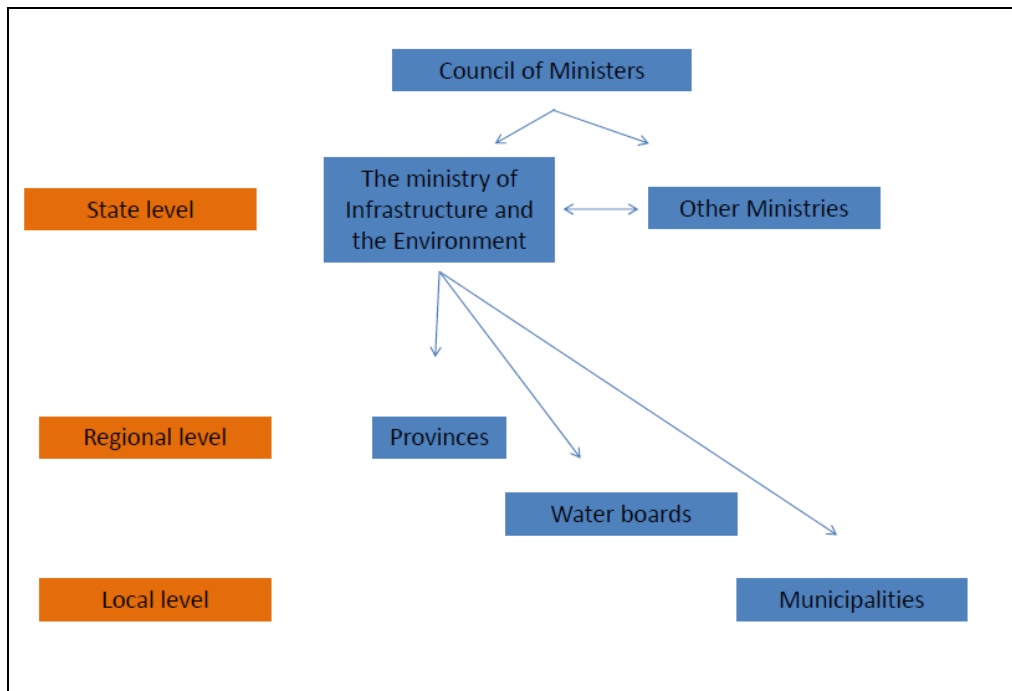 Council of Ministers
State level
The ministry of
Infrastructure and
the Environment
Other Ministries
Regional level
Provinces
Water boards
Local level
Municipalities